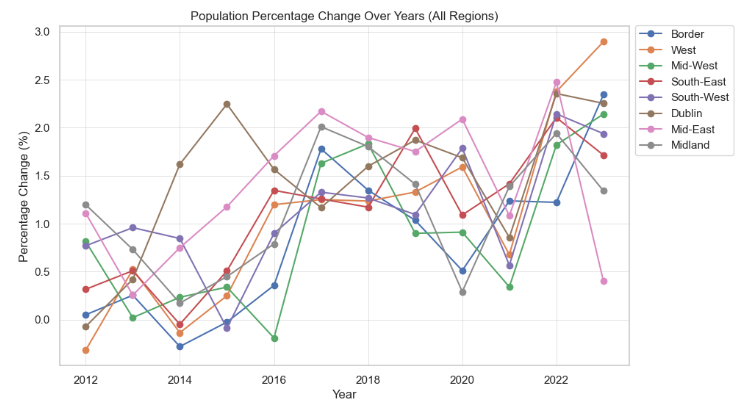 Population Percentage Change Over Years (All Regions)
3.0
2.5
2.0
1.5
1.0
0.5
0.0
Population Percentage Change (%)
2012
2014
2016
2018
2020
2022
Year
Border
West
Mid-West
South-East
South-West
Dublin
Mid-East
Midland